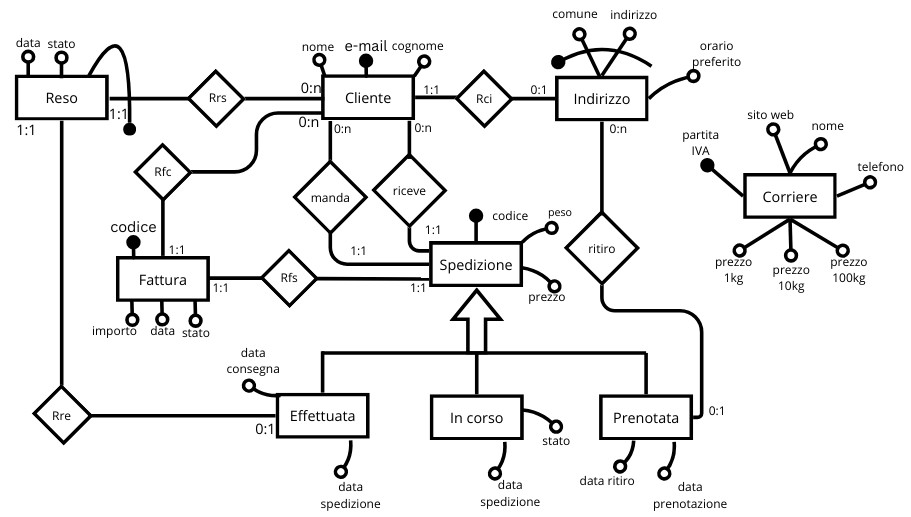 comune
indirizzo
data
stato
nome
e-mail
cognome
orario
preferito
Reso
Rrs
0:n
Cliente
1:1
Rci
0:1
Indirizzo
1:1
1:1
0:n
0:n
0:n
0:n
sito web
nome
partita
IVA
Rfc
manda
riceve
telefono
Corriere
codice
1:1
1:1
1:1
codice
peso
ritiro
Fattura
1:1
Rfs
1:1
Spedizione
prezzo
prezzo
1kg
prezzo
10kg
prezzo
100kg
importo
data
stato
data
consegna
Rre
0:1
Effettuata
In corso
Prenotata
0:1
stato
data
spedizione
data
spedizione
data ritiro
data
prenotazione